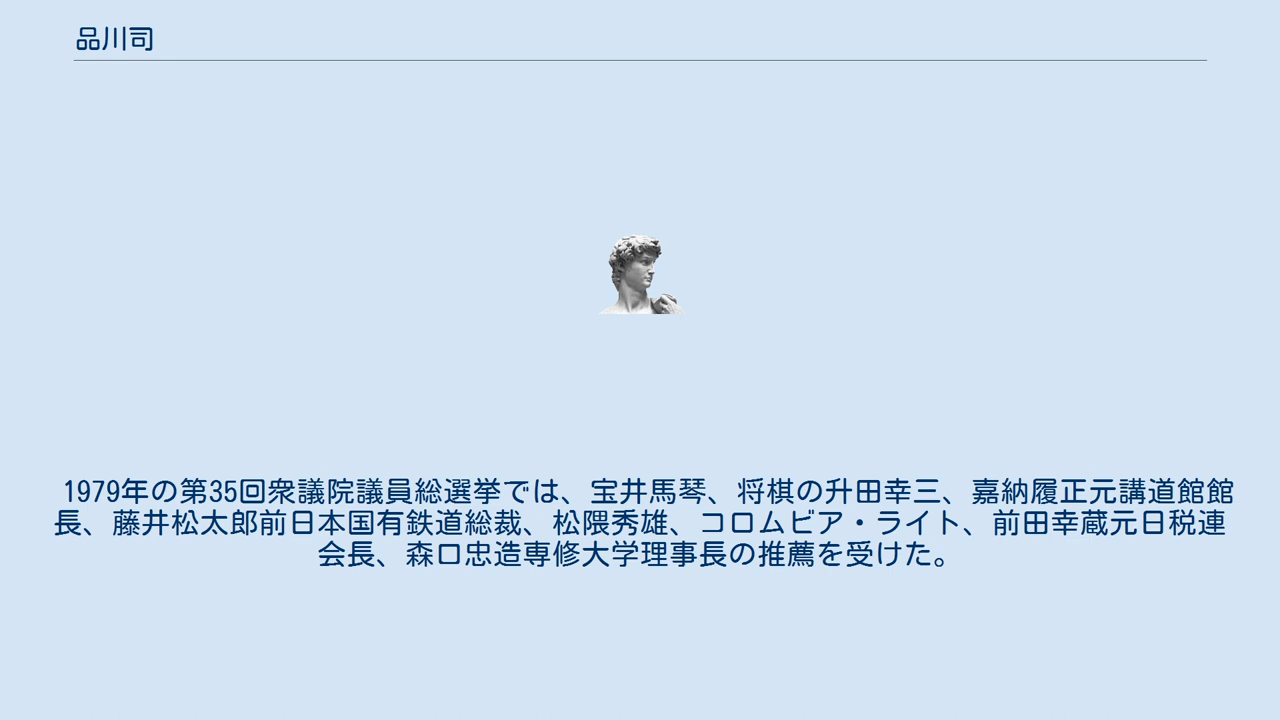 品川司
1979年の第35回衆議院議員総選挙では、宝井馬琴、将棋の升田幸三、嘉納履正元講道館館
長、藤井松太郎前日本国有鉄道総裁、松隈秀雄、コロムビア・ライト、前田幸蔵元日税連
会長、森口忠造専修大学理事長の推薦を受けた。